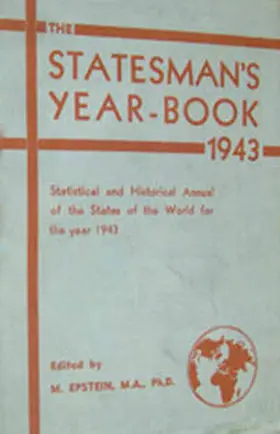 THE
STATESMAN'S
YEAR-BOOK
1943
Statistical and Historical Annual
of the States of the World for
the year 1943
Edited by
M. EPSTEIN, M.A., Ph.D.